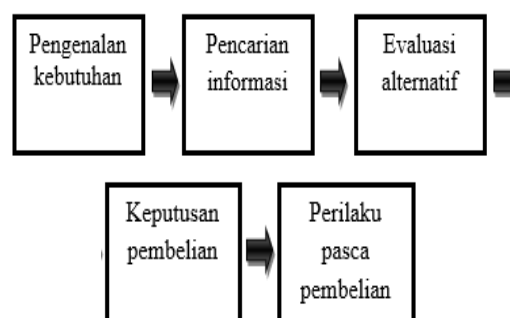 Pengenalan
kebutuhan
Pencarian
informasi
Evaluasi
alternatif
Keputusan
pembelian
Perilaku
pasca
pembelian